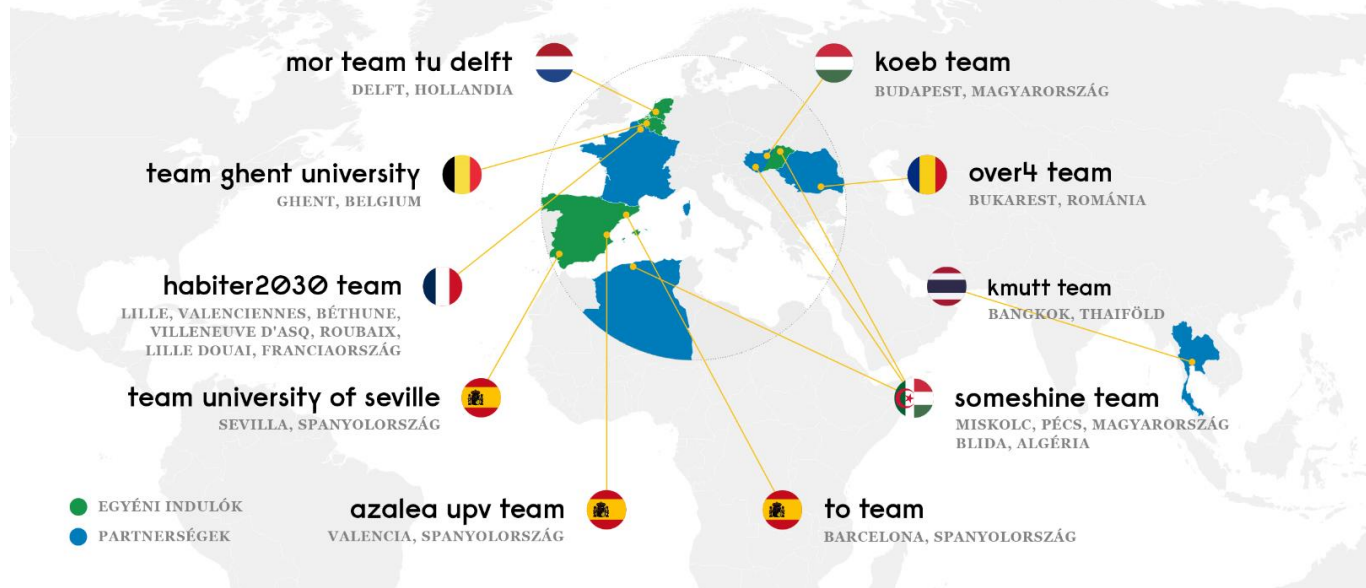 mor team tu delft
DELFT, HOLLANDIA
koeb team
BUDAPEST, MAGYARORSZÁG
team ghent university
GHENT, BELGIUM
over4 team
BUKAREST, ROMÁNIA
habiter2030 team
LILLE, VALENCIENNES, BÉTHUNE,
VILLENEUVE D'ASQ, ROUBAIX,
LILLE DOUAI, FRANCIAORSZÁG
kmutt team
BANGKOK, THAIFÖLD
team university of seville
SEVILLA, SPANYOLORSZÁG
someshine team
MISKOLC, PÉCS, MAGYARORSZÁG
BLIDA, ALGÉRIA
EGYÉNI INDULÓK
PARTNERSÉGEK
azalea upv team
VALENCIA, SPANYOLORSZÁG
to team
BARCELONA, SPANYOLORSZÁG